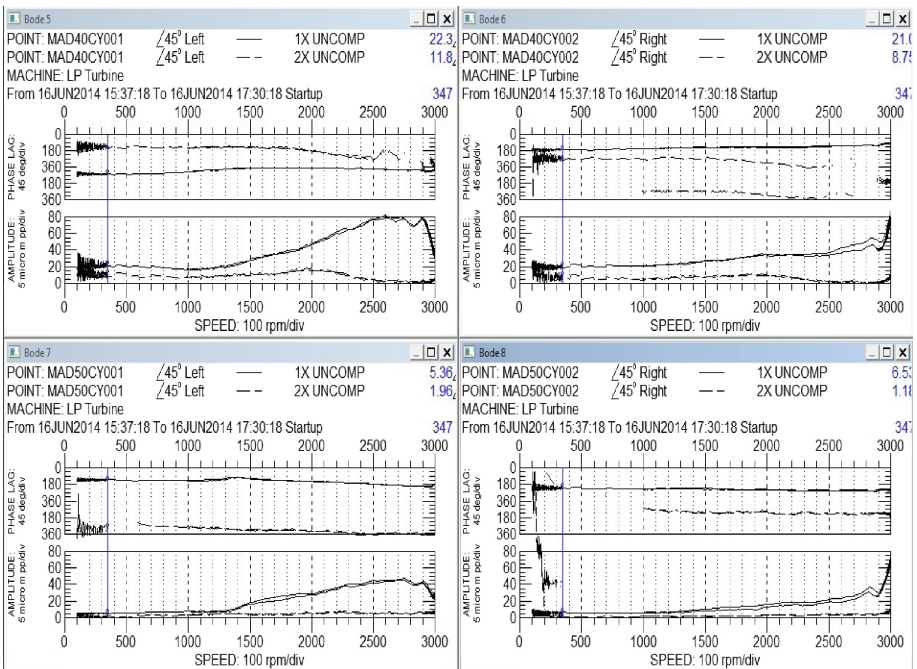 Bode 5
POINT: MAD40CY001 ∠45° Left 1X UNCOMP 22.3∠
POINT: MAD40CY001 ∠45° Left 2X UNCOMP 11.8∠
MACHINE: LP Turbine
From 16JUN2014 15:37:18 To 16JUN2014 17:30:18 Startup 347
0 500 1000 1500 2000 2500 3000
PHASE LAG:
45 deg/div
0
180
360
180
360
AMPLITUDE:
5 micro m pp/div
80
60
40
20
0
0 500 1000 1500 2000 2500 3000
SPEED: 100 rpm/div
Bode 6
POINT: MAD40CY002 ∠45° Right 1X UNCOMP 21.0
POINT: MAD40CY002 ∠45° Right 2X UNCOMP 8.75
MACHINE: LP Turbine
From 16JUN2014 15:37:18 To 16JUN2014 17:30:18 Startup 347
0 500 1000 1500 2000 2500 3000
PHASE LAG:
45 deg/div
0
180
360
180
360
AMPLITUDE:
5 micro m pp/div
80
60
40
20
0
0 500 1000 1500 2000 2500 3000
SPEED: 100 rpm/div
Bode 7
POINT: MAD50CY001 ∠45° Left 1X UNCOMP 5.36∠
POINT: MAD50CY001 ∠45° Left 2X UNCOMP 1.96∠
MACHINE: LP Turbine
From 16JUN2014 15:37:18 To 16JUN2014 17:30:18 Startup 347
0 500 1000 1500 2000 2500 3000
PHASE LAG:
45 deg/div
0
180
360
180
360
AMPLITUDE:
5 micro m pp/div
80
60
40
20
0
0 500 1000 1500 2000 2500 3000
SPEED: 100 rpm/div
Bode 8
POINT: MAD50CY002 ∠45° Right 1X UNCOMP 6.53
POINT: MAD50CY002 ∠45° Right 2X UNCOMP 1.18
MACHINE: LP Turbine
From 16JUN2014 15:37:18 To 16JUN2014 17:30:18 Startup 347
0 500 1000 1500 2000 2500 3000
PHASE LAG:
45 deg/div
0
180
360
180
360
AMPLITUDE:
5 micro m pp/div
80
60
40
20
0
0 500 1000 1500 2000 2500 3000
SPEED: 100 rpm/div